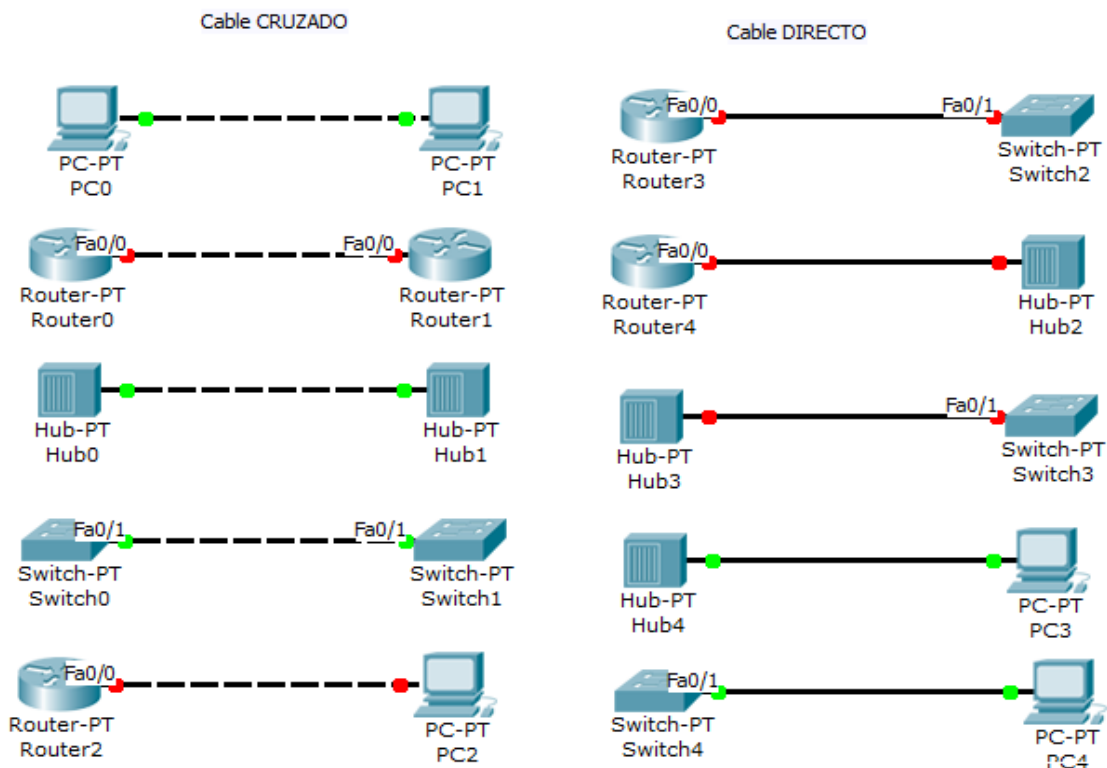 Cable CRUZADO
PC-PT
PC0
PC-PT
PC1
Fa0/0
Fa0/0
Router-PT
Router0
Router-PT
Router1
Hub-PT
Hub0
Hub-PT
Hub1
Fa0/1
Fa0/1
Switch-PT
Switch0
Switch-PT
Switch1
Fa0/0
Router-PT
Router2
PC-PT
PC2
Cable DIRECTO
Fa0/0
Fa0/1
Router-PT
Router3
Switch-PT
Switch2
Fa0/0
Router-PT
Router4
Hub-PT
Hub2
Fa0/1
Hub-PT
Hub3
Switch-PT
Switch3
Hub-PT
Hub4
PC-PT
PC3
Fa0/1
Switch-PT
Switch4
PC-PT
PC4